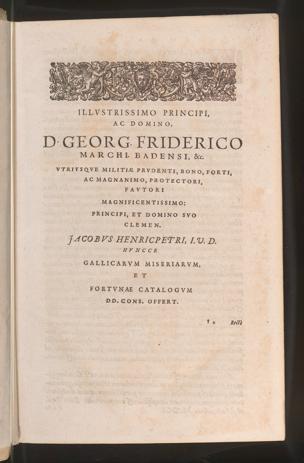 ILLVSTRISSIMO PRINCIPI,
AC DOMINO,
D. GEORG. FRIDERICO
MARCHI. BADENSI, &c.
VTRIVSQVE MILITIÆ PRVDENTI, BONO, FORTI,
AC MAGNANIMO, PROTECTORI,
FAVTORI
MAGNIFICENTISSIMO:
PRINCIPI, ET DOMINO SVO
CLEMEN.
JACOBVS HENRICPETRI, I.V.D.
HVNCCE
GALLICARVM MISERIARVM,
ET
FORTVNAE CATALOGVM
DD. CONS. OFFERT.